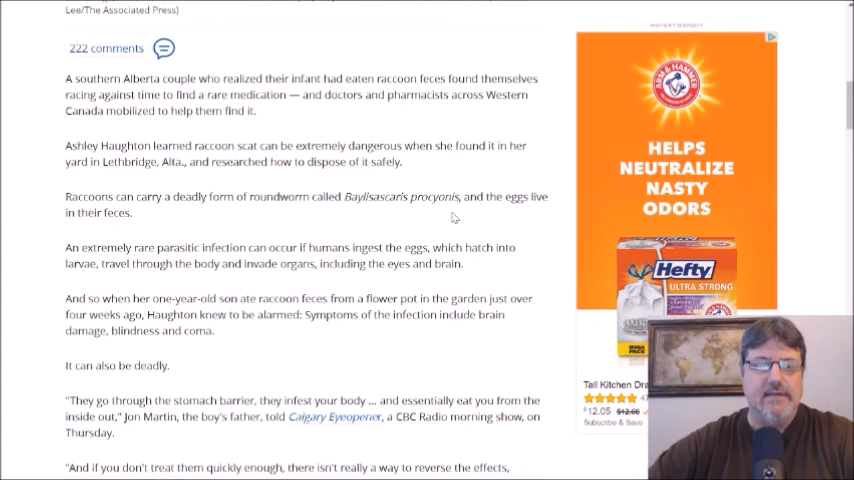 Lee/The Associated Press)
222 comments
ADVERTISEMENT
A southern Alberta couple who realized their infant had eaten raccoon feces found themselves
racing against time to find a rare medication — and doctors and pharmacists across Western
Canada mobilized to help them find it.
Ashley Haughton learned raccoon scat can be extremely dangerous when she found it in her
yard in Lethbridge, Alta., and researched how to dispose of it safely.
Raccoons can carry a deadly form of roundworm called Baylisascaris procyonis, and the eggs live
in their feces.
An extremely rare parasitic infection can occur if humans ingest the eggs, which hatch into
larvae, travel through the body and invade organs, including the eyes and brain.
And so when her one-year-old son ate raccoon feces from a flower pot in the garden just over
four weeks ago, Haughton knew to be alarmed: Symptoms of the infection include brain
damage, blindness and coma.
It can also be deadly.
"They go through the stomach barrier, they infest your body ... and essentially eat you from the
inside out," Jon Martin, the boy's father, told Calgary Eyeopener, a CBC Radio morning show, on
Thursday.
"And if you don't treat them quickly enough, there isn't really a way to reverse the effects,
ARM & HAMMER
HELPS
NEUTRALIZE
NASTY
ODORS
Hefty
ULTRA STRONG
MEGA
PACK
Tall Kitchen Dra
47
$12.05 $12.68
Subscribe & Save